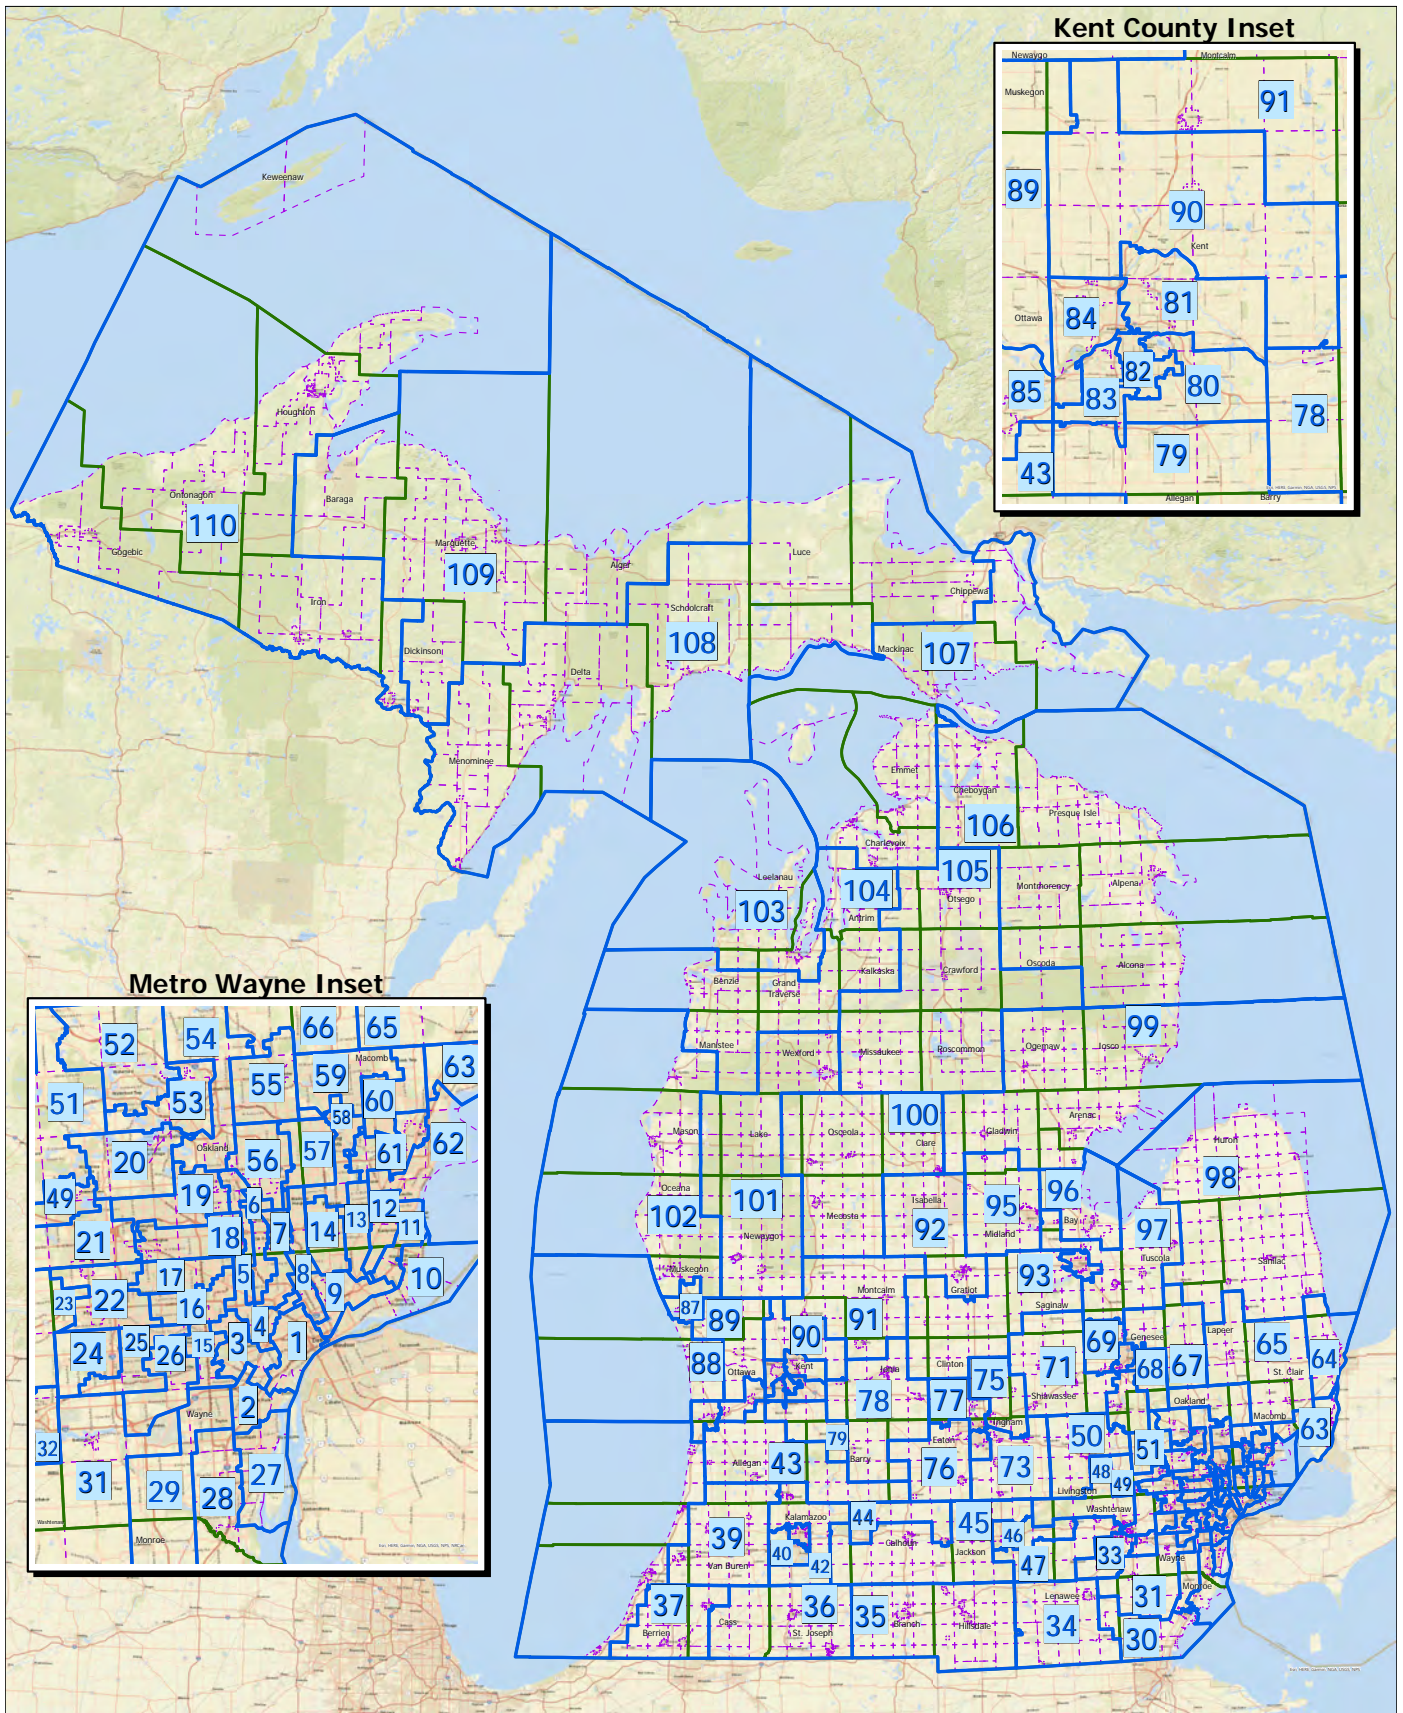 Kent County Inset
Newaygo
Montcalm
Muskegon
91
89
90
Kent
81
Ottawa
84
82
85
83
80
78
79
43
Allegan
Barry
Keweenaw
Houghton
Ontonagon
110
Baraga
Gogebic
Marquette
109
Iron
Alger
Luce
Chippewa
Schoolcraft
108
Mackinac
107
Dickinson
Delta
Menominee
Emmet
Cheboygan
106
Presque Isle
Charlevoix
105
104
Leelanau
103
Antrim
Otsego
Montmorency
Alpena
Benzie
Grand
Traverse
Kalkaska
Crawford
Oscoda
Alcona
99
Manistee
Wexford
Missaukee
Roscommon
Ogemaw
Iosco
100
Mason
Lake
Osceola
Clare
Gladwin
Arenac
Huron
98
Oceana
102
101
Newaygo
Mecosta
Isabella
92
95
Midland
96
Bay
97
Tuscola
Sanilac
Muskegon
87
89
Montcalm
91
Gratiot
93
Saginaw
90
Kent
88
Ottawa
Ionia
78
Clinton
77
75
71
Shiawassee
69
Genesee
68
67
Lapeer
65
St. Clair
64
Oakland
Macomb
63
Allegan
43
79
Barry
Eaton
76
Ingham
73
50
51
48
49
Livingston
Washtenaw
39
Van Buren
Kalamazoo
40
42
44
Calhoun
45
Jackson
46
47
33
Wayne
37
Berrien
Cass
36
St. Joseph
35
Branch
Hillsdale
Lenawee
34
31
Monroe
30
Metro Wayne Inset
52
54
66
65
Macomb
63
51
53
55
59
58
60
20
Oakland
56
57
61
62
49
19
6
21
18
7
14
13
12
11
17
5
8
10
23
22
16
9
24
25
26
15
3
4
1
Wayne
2
32
31
29
28
27
Washtenaw
Monroe